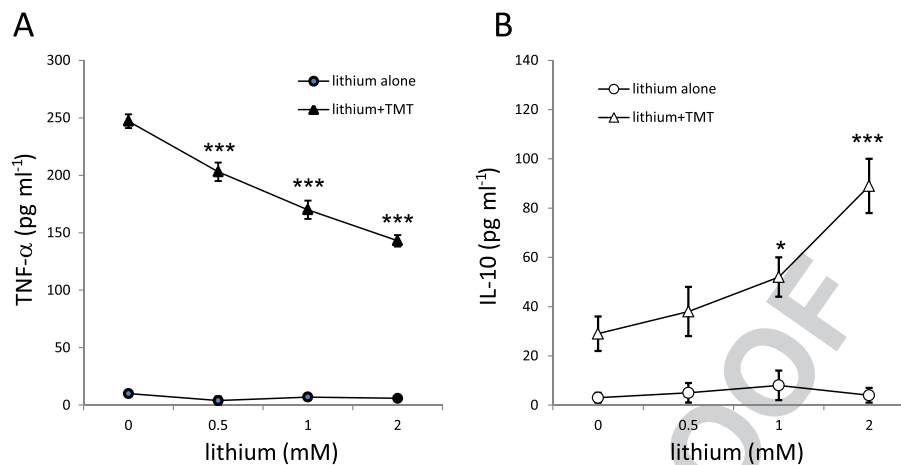 A
TNF-α (pg ml-1)
300
250
200
150
100
50
0
lithium alone
lithium+TMT
***
***
***
0 0.5 1 2
lithium (mM)
B
IL-10 (pg ml-1)
140
120
100
80
60
40
20
0
lithium alone
lithium+TMT
***
*
0 0.5 1 2
lithium (mM)
OOF